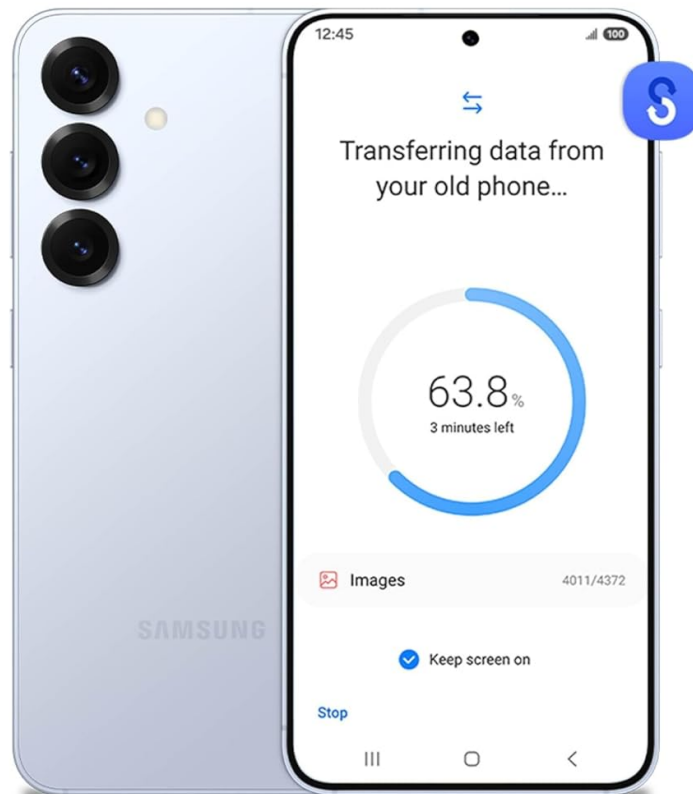 12:45
100
Transferring data from
your old phone...
63.8%
3 minutes left
Images 4011/4372
Keep screen on
Stop
SAMSUNG